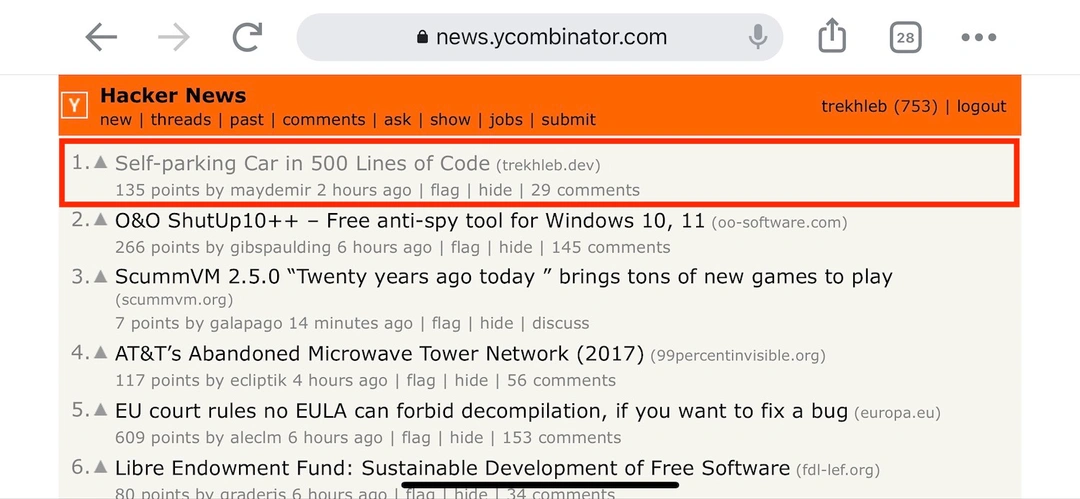 news.ycombinator.com
28
Y
Hacker News
new | threads | past | comments | ask | show | jobs | submit
trekhleb (753) | logout
1. Self-parking Car in 500 Lines of Code (trekhleb.dev)
135 points by maydemir 2 hours ago | flag | hide | 29 comments
2. O&O ShutUp10++ – Free anti-spy tool for Windows 10, 11 (oo-software.com)
266 points by gibspaulding 6 hours ago | flag | hide | 145 comments
3. ScummVM 2.5.0 “Twenty years ago today ” brings tons of new games to play
(scummvm.org)
7 points by galapago 14 minutes ago | flag | hide | discuss
4. AT&T’s Abandoned Microwave Tower Network (2017) (99percentinvisible.org)
117 points by ecliptik 4 hours ago | flag | hide | 56 comments
5. EU court rules no EULA can forbid decompilation, if you want to fix a bug (europa.eu)
609 points by aleclm 6 hours ago | flag | hide | 153 comments
6. Libre Endowment Fund: Sustainable Development of Free Software (fdl-lef.org)
80 points by graderjs 6 hours ago | flag | hide | 34 comments